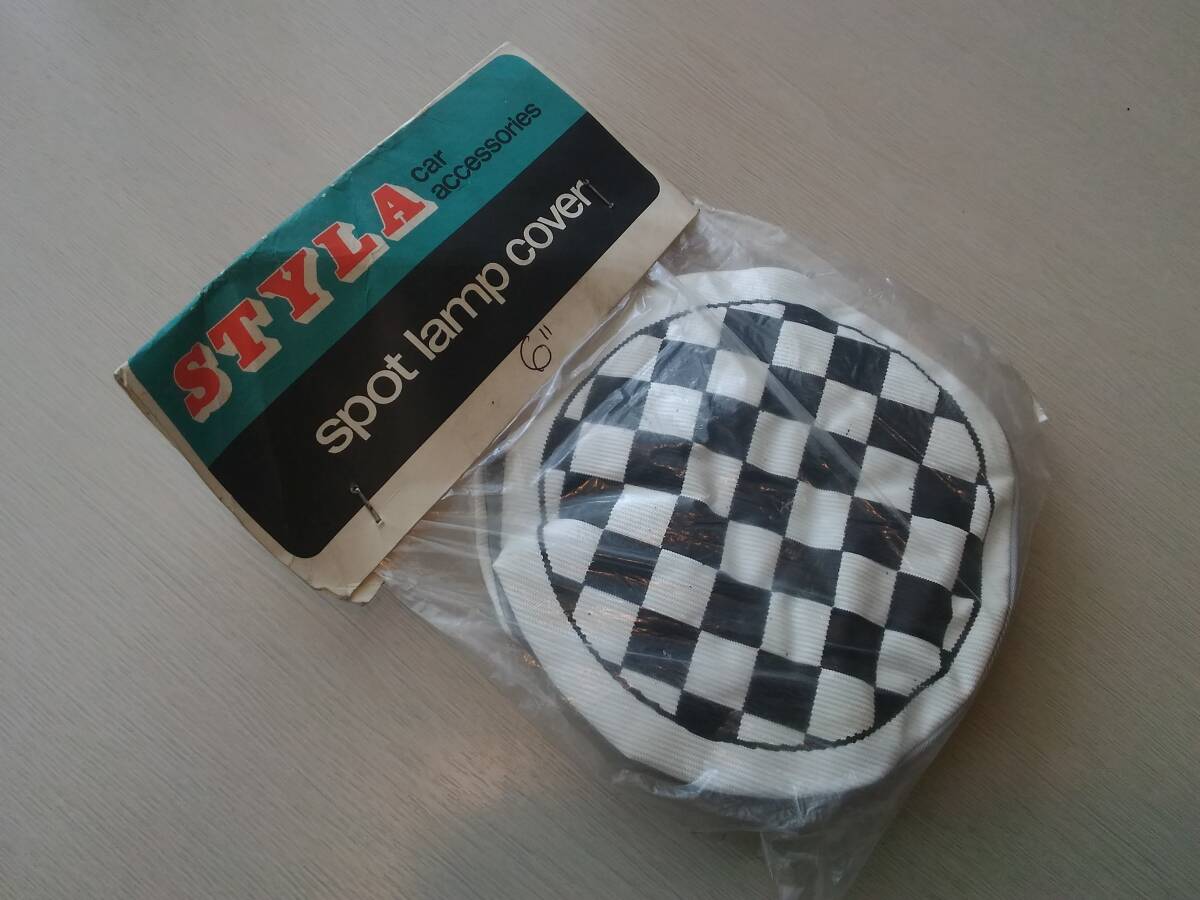 STYLA
car
accessories
spot lamp cover
6"